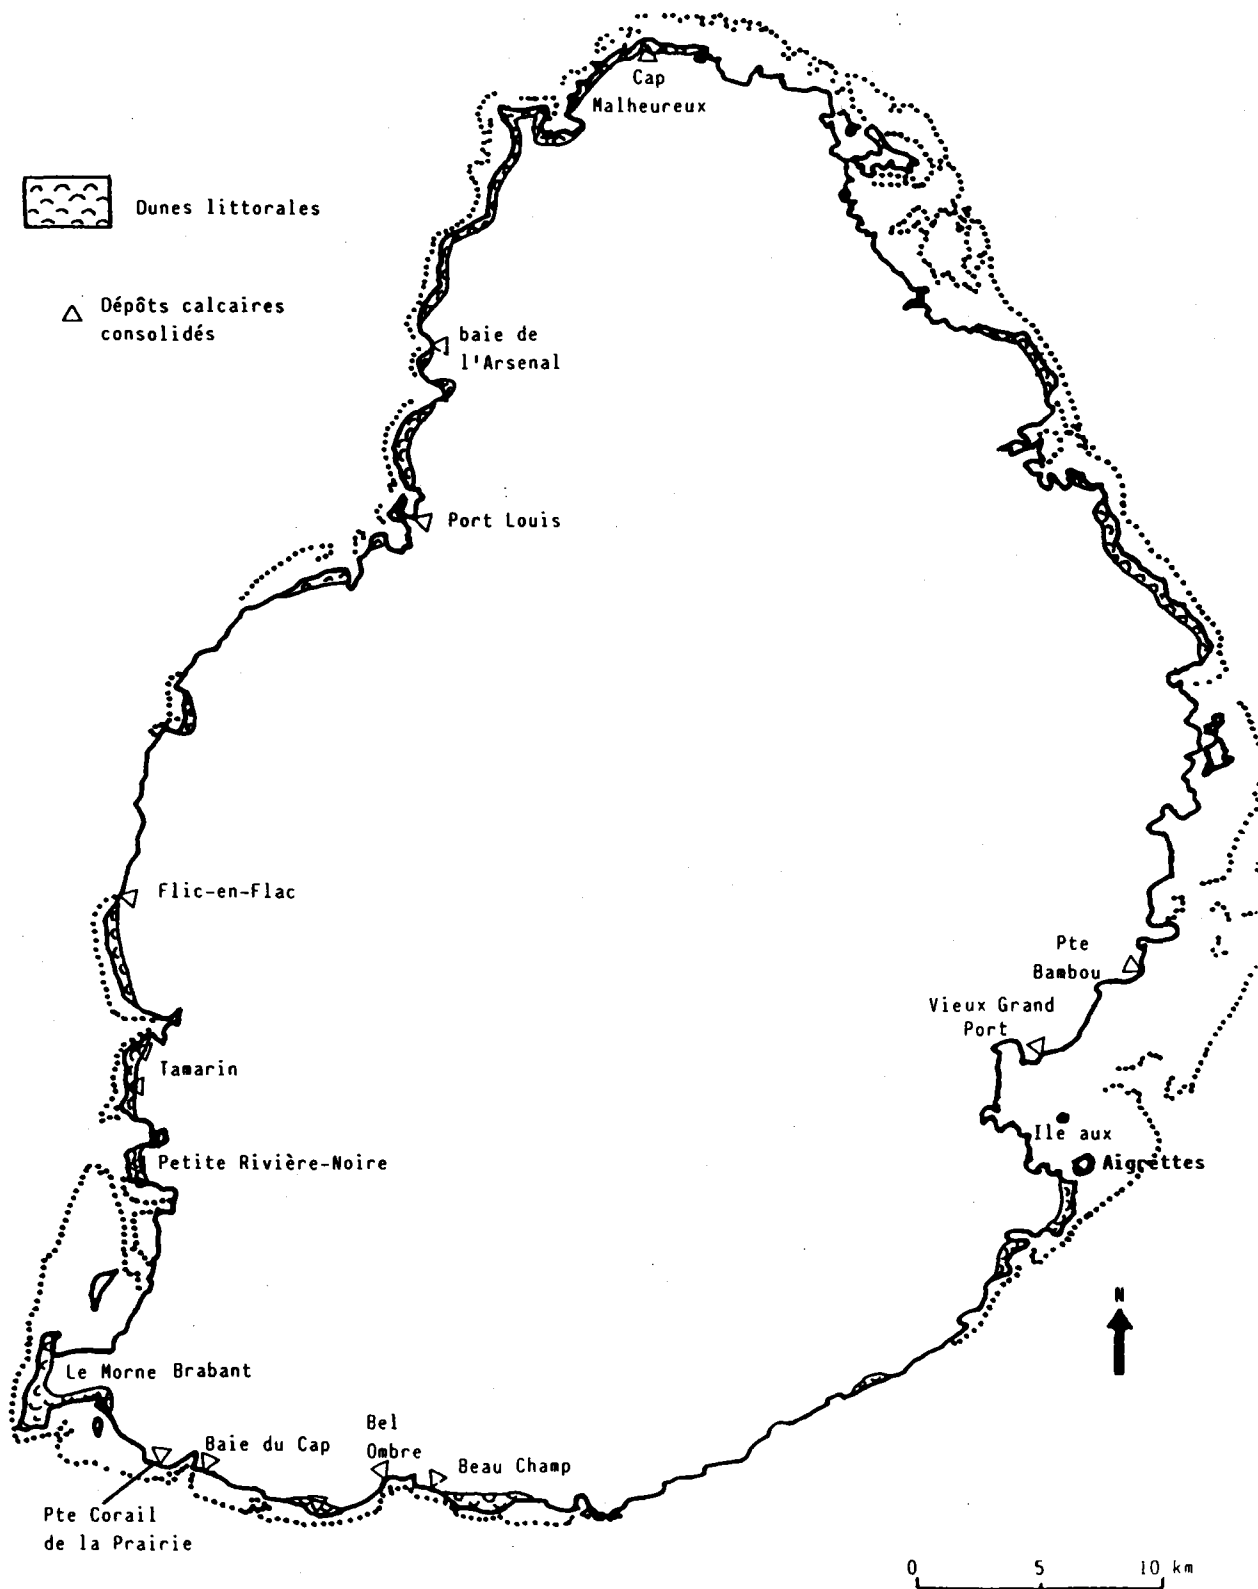 Cap
Malheureux
Dunes littorales
Dépôts calcaires
consolidés
baie de
l'Arsenal
Port Louis
Flic-en-Flac
Pte
Bambou
Vieux Grand
Port
Tamarin
Ile aux
Aigrettes
Petite Rivière-Noire
N
Le Morne Brabant
Bel
Ombre
Baie du Cap
Beau Champ
Pte Corail
de la Prairie
0 5 10 km